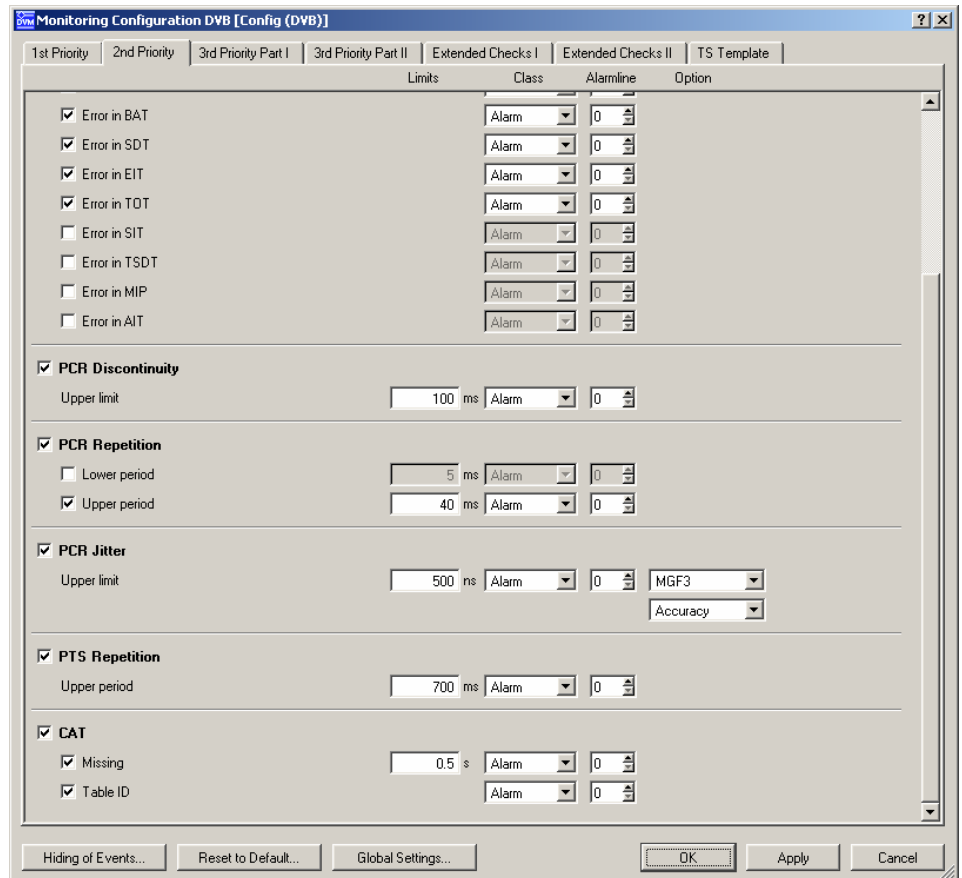 DVM Monitoring Configuration DVB [Config (DVB)] ? X
1st Priority 2nd Priority 3rd Priority Part I 3rd Priority Part II Extended Checks I Extended Checks II TS Template
Limits Class Alarmline Option
Error in BAT Alarm 0
Error in SDT Alarm 0
Error in EIT Alarm 0
Error in TOT Alarm 0
Error in SIT Alarm 0
Error in TSDT Alarm 0
Error in MIP Alarm 0
Error in AIT Alarm 0
PCR Discontinuity
Upper limit 100 ms Alarm 0
PCR Repetition
Lower period 5 ms Alarm 0
Upper period 40 ms Alarm 0
PCR Jitter
Upper limit 500 ns Alarm 0 MGF3
Accuracy
PTS Repetition
Upper period 700 ms Alarm 0
CAT
Missing 0.5 s Alarm 0
Table ID Alarm 0
Hiding of Events... Reset to Default... Global Settings... OK Apply Cancel